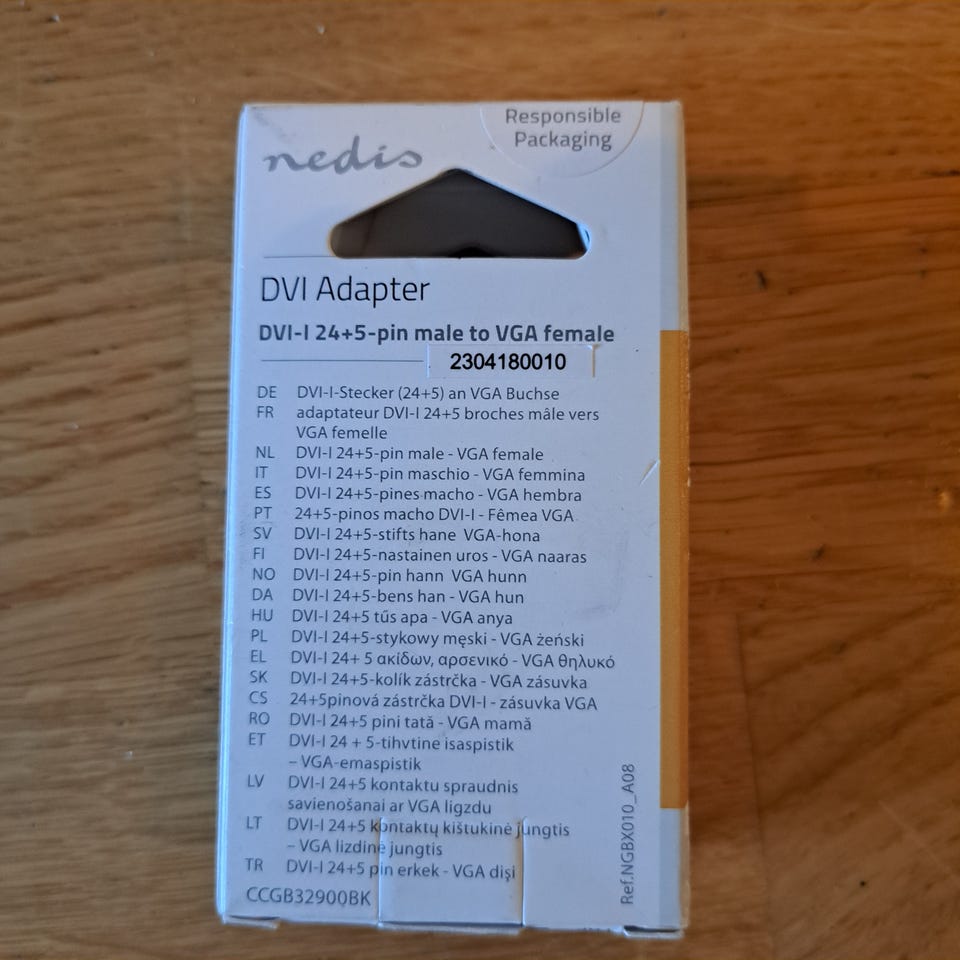 Responsible
Packaging
nedis
DVI Adapter
DVI-I 24+5-pin male to VGA female
2304180010
DE DVI-I-Stecker (24+5) an VGA Buchse
FR adaptateur DVI-I 24+5 broches mâle vers
VGA femelle
NL DVI-I 24+5-pin male - VGA female
IT DVI-I 24+5-pin maschio - VGA femmina
ES DVI-I 24+5-pines macho - VGA hembra
PT 24+5-pinos macho DVI-I - Fêmea VGA
SV DVI-I 24+5-stifts hane VGA-hona
FI DVI-I 24+5-nastainen uros - VGA naaras
NO DVI-I 24+5-pin hann VGA hunn
DA DVI-I 24+5-bens han - VGA hun
HU DVI-I 24+5 tűs apa - VGA anya
PL DVI-I 24+5-stykowy męski - VGA żeński
EL DVI-I 24+ 5 ακίδων, αρσενικό - VGA θηλυκό
SK DVI-I 24+5-kolík zástrčka - VGA zásuvka
CS 24+5pinová zástrčka DVI-I - zásuvka VGA
RO DVI-I 24+5 pini tată - VGA mamă
ET DVI-I 24 + 5-tihvtine isaspistik
– VGA-emaspistik
LV DVI-I 24+5 kontaktu spraudnis
savienošanai ar VGA ligzdu
LT DVI-I 24+5 kontaktų kištukinė jungtis
– VGA lizdinė jungtis
TR DVI-I 24+5 pin erkek - VGA dişi
CCGB32900BK
Ref.NGBX010_A08